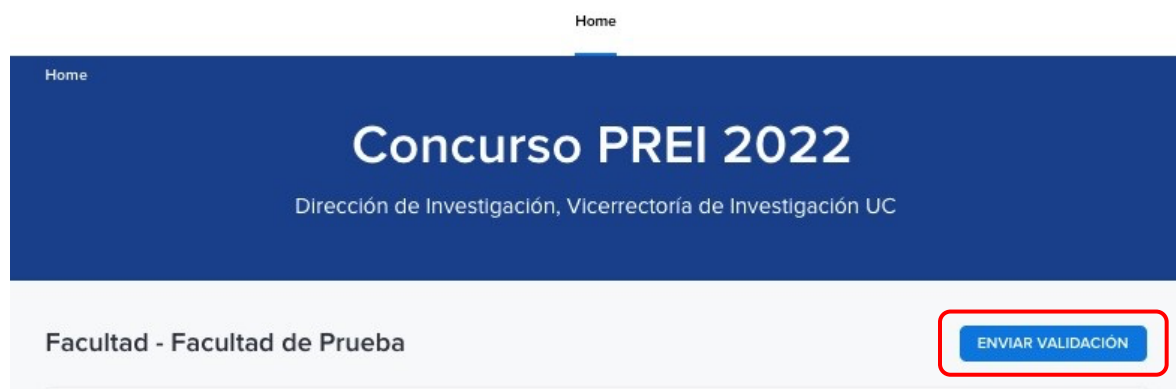 Home
Home
Concurso PREI 2022
Dirección de Investigación, Vicerrectoría de Investigación UC
Facultad - Facultad de Prueba
ENVIAR VALIDACIÓN